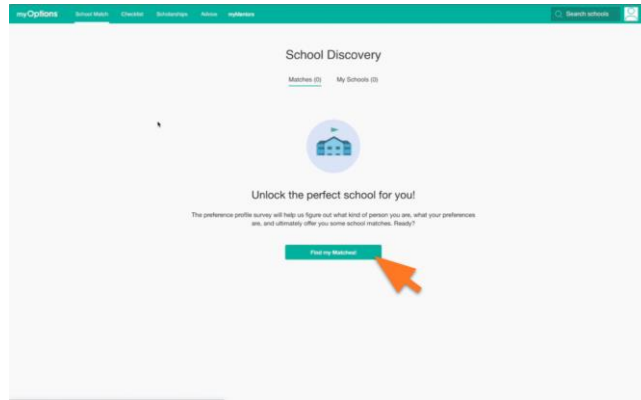 myOptions School Match Checklist Scholarships Advice myMentors Search schools
School Discovery
Matches (0) My Schools (0)
Unlock the perfect school for you!
The preference profile survey will help us figure out what kind of person you are, what your preferences
are, and ultimately offer you some school matches. Ready?
Find my Matches!